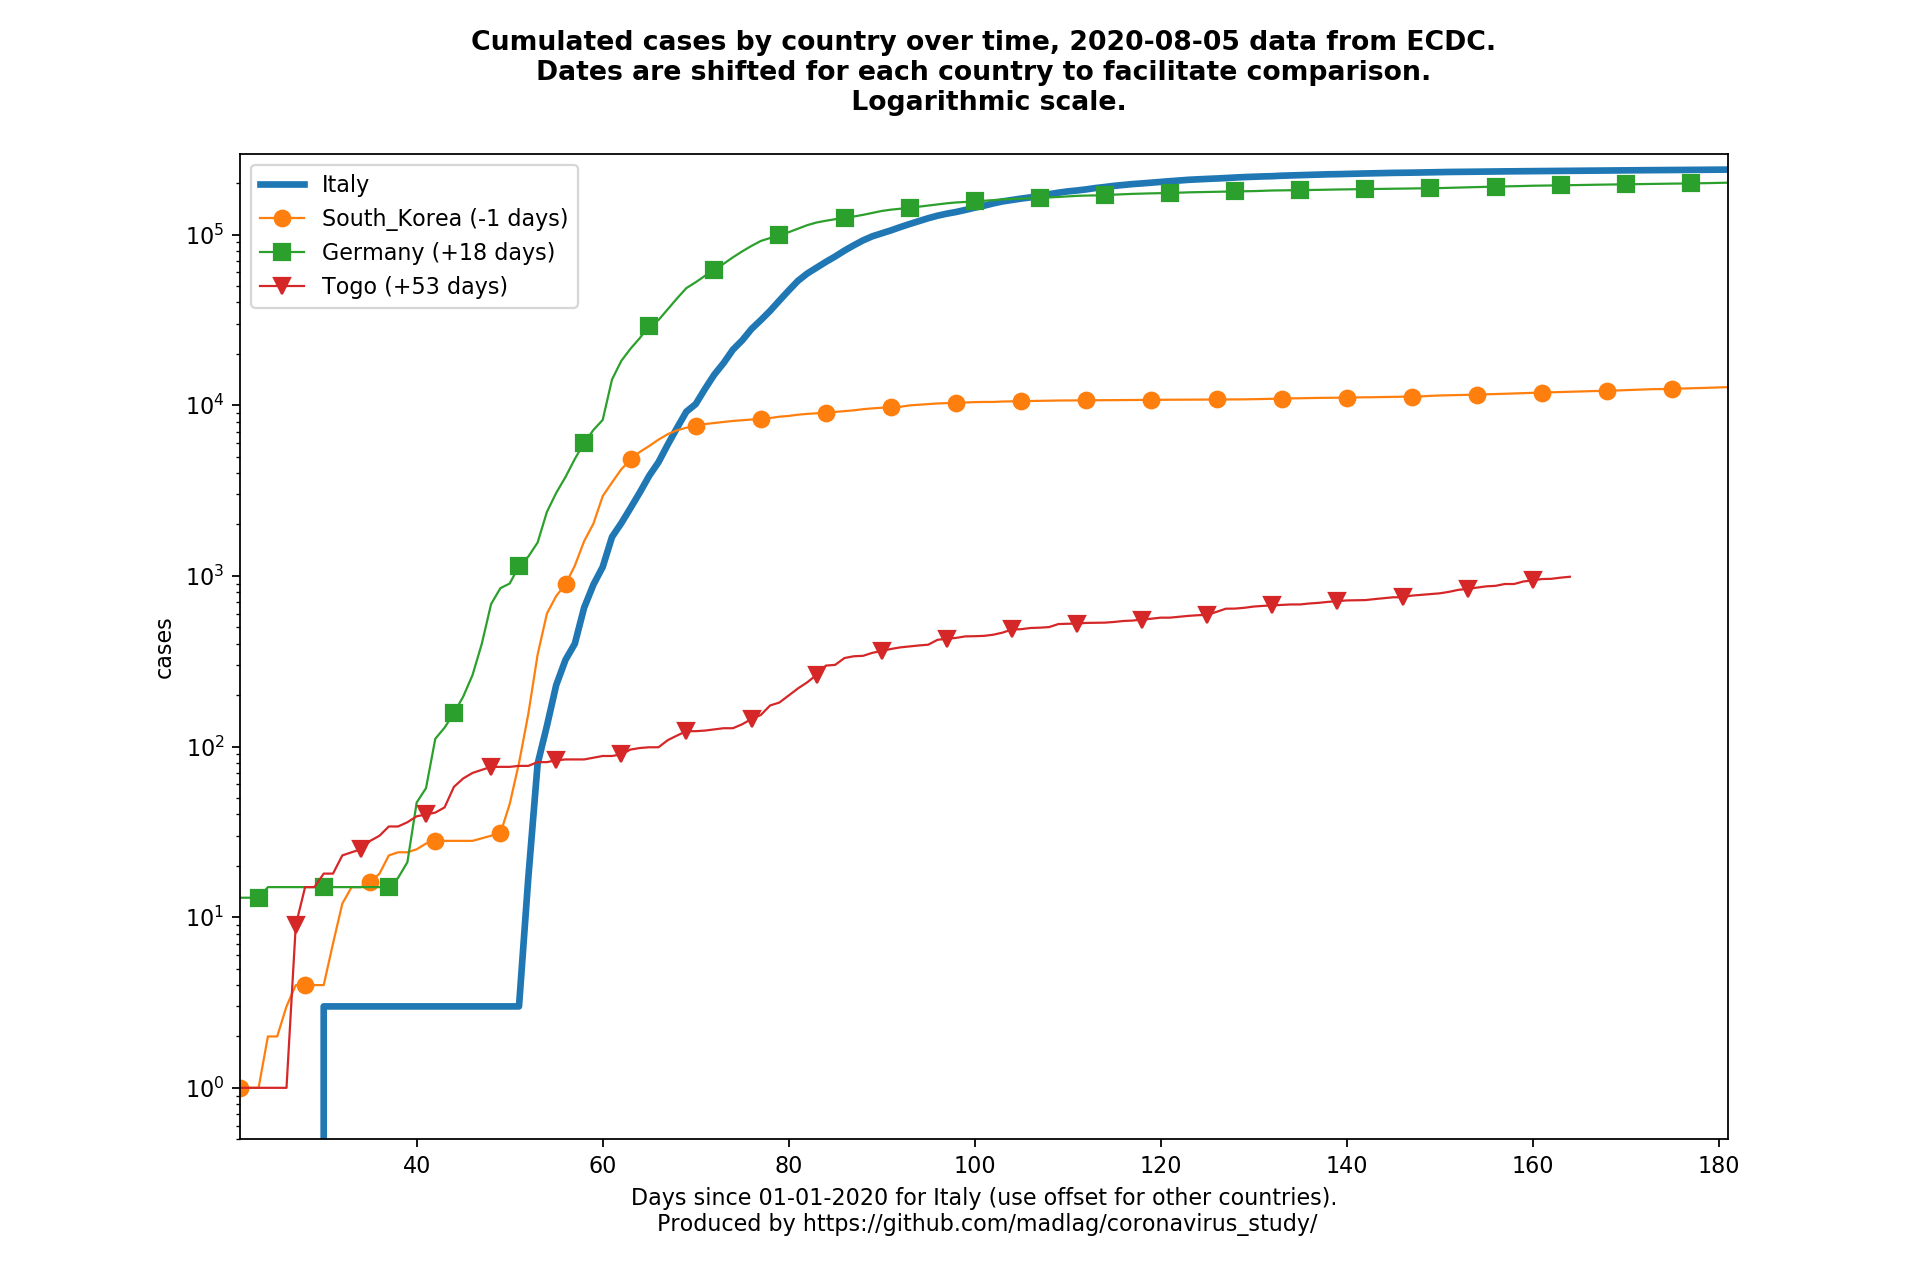 Cumulated cases by country over time, 2020-08-05 data from ECDC.
Dates are shifted for each country to facilitate comparison.
Logarithmic scale.
Italy
South_Korea (-1 days)
Germany (+18 days)
Togo (+53 days)
10^5
10^4
10^3
10^2
10^1
10^0
cases
40 60 80 100 120 140 160 180
Days since 01-01-2020 for Italy (use offset for other countries).
Produced by https://github.com/madlag/coronavirus_study/